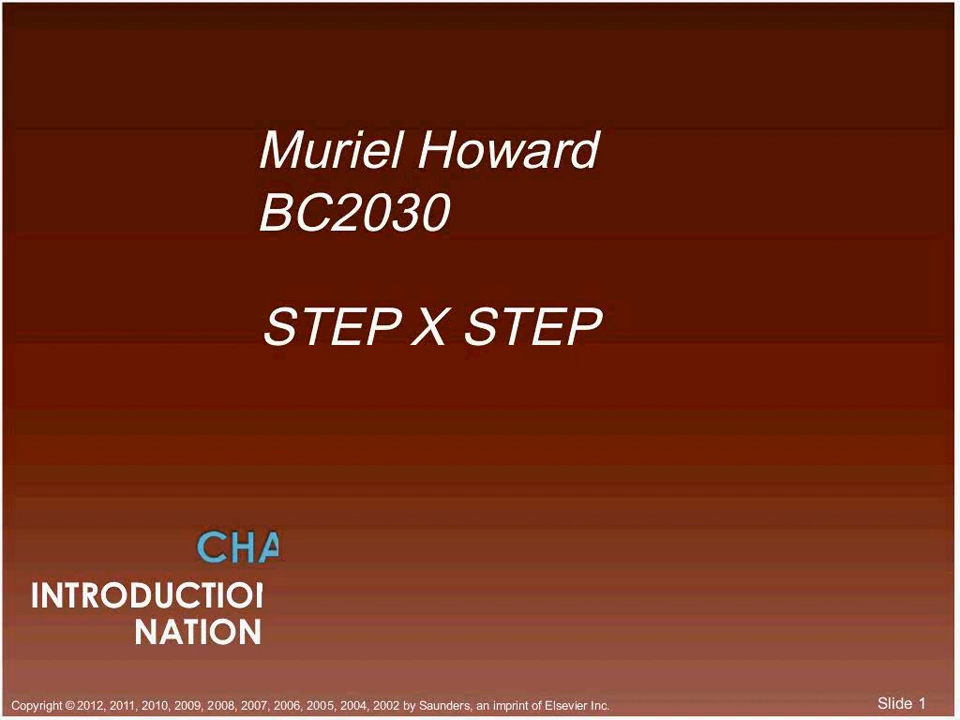 Muriel Howard
BC2030
STEP X STEP
CHA
INTRODUCTION
NATION
Copyright © 2012, 2011, 2010, 2009, 2008, 2007, 2006, 2005, 2004, 2002 by Saunders, an imprint of Elsevier Inc.
Slide 1